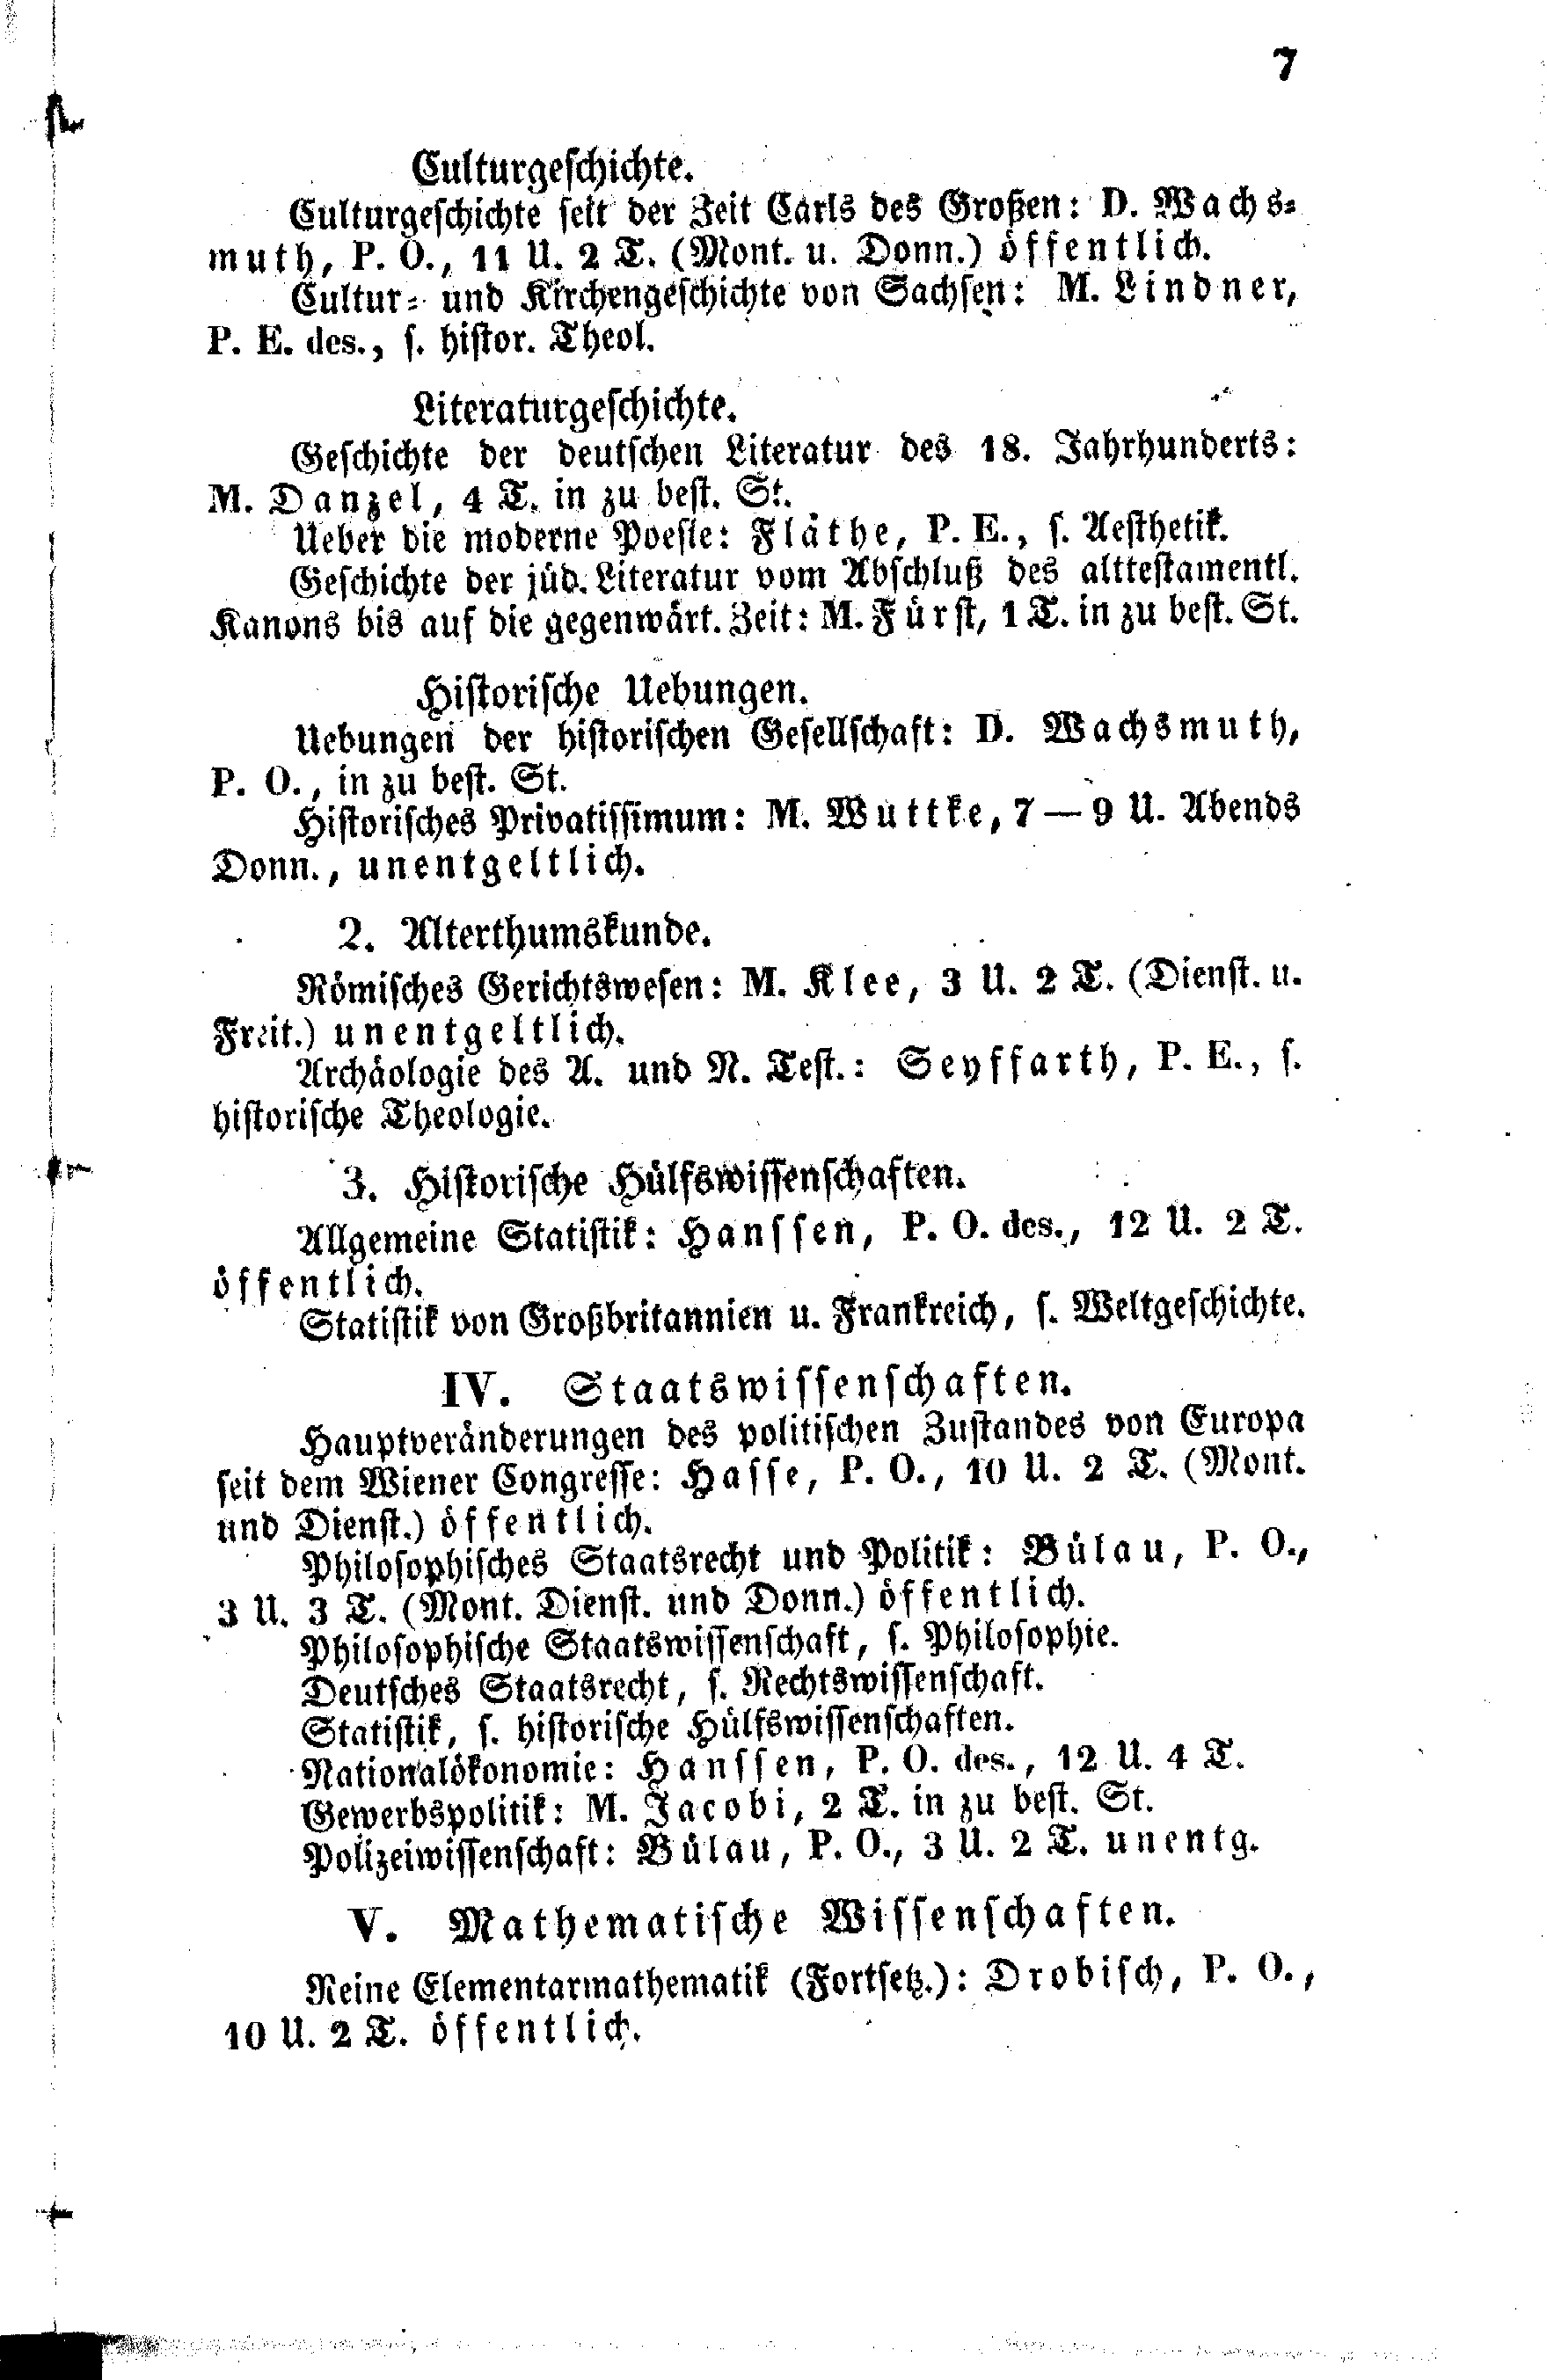 7
Culturgeschichte.
Culturgeschichte seit der Zeit Carls des Großen: D. Wachs-
muth, P. O., 11 U. 2 T. (Mont. u. Donn.) öffentlich.
Cultur- und Kirchengeschichte von Sachsen: M. Lindner,
P. E. des., s. histor. Theol.
Literaturgeschichte.
Geschichte der deutschen Literatur des 18. Jahrhunderts:
M. Danzel, 4 T. in zu best. St.
Ueber die moderne Poesie: Fläthe, P. E., s. Aesthetik.
Geschichte der jüd. Literatur vom Abschluß des alttestamentl.
Kanons bis auf die gegenwärt. Zeit: M. Fürst, 1 T. in zu best. St.
Historische Uebungen.
Uebungen der historischen Gesellschaft: D. Wachsmuth,
P. O., in zu best. St.
Historisches Privatissimum: M. Wuttke, 7 — 9 U. Abends
Donn., unentgeltlich.
2. Alterthumskunde.
Römisches Gerichtswesen: M. Klee, 3 U. 2 T. (Dienst. u.
Freit.) unentgeltlich.
Archäologie des A. und N. Test.: Seyffarth, P. E., s.
historische Theologie.
3. Historische Hülfswissenschaften.
Allgemeine Statistik: Hanssen, P. O. des., 12 U. 2 T.
öffentlich.
Statistik von Großbritannien u. Frankreich, s. Weltgeschichte.
IV. Staatswissenschaften.
Hauptveränderungen des politischen Zustandes von Europa
seit dem Wiener Congresse: Hasse, P. O., 10 U. 2 T. (Mont.
und Dienst.) öffentlich.
Philosophisches Staatsrecht und Politik: Bülau, P. O.,
3 U. 3 T. (Mont. Dienst. und Donn.) öffentlich.
Philosophische Staatswissenschaft, s. Philosophie.
Deutsches Staatsrecht, s. Rechtswissenschaft.
Statistik, s. historische Hülfswissenschaften.
Nationalökonomie: Hanssen, P. O. des., 12 U. 4 T.
Gewerbspolitik: M. Jacobi, 2 T. in zu best. St.
Polizeiwissenschaft: Bülau, P. O., 3 U. 2 T. unentg.
V. Mathematische Wissenschaften.
Reine Elementarmathematik (Fortsetz.): Drobisch, P. O.,
10 U. 2 T. öffentlich.